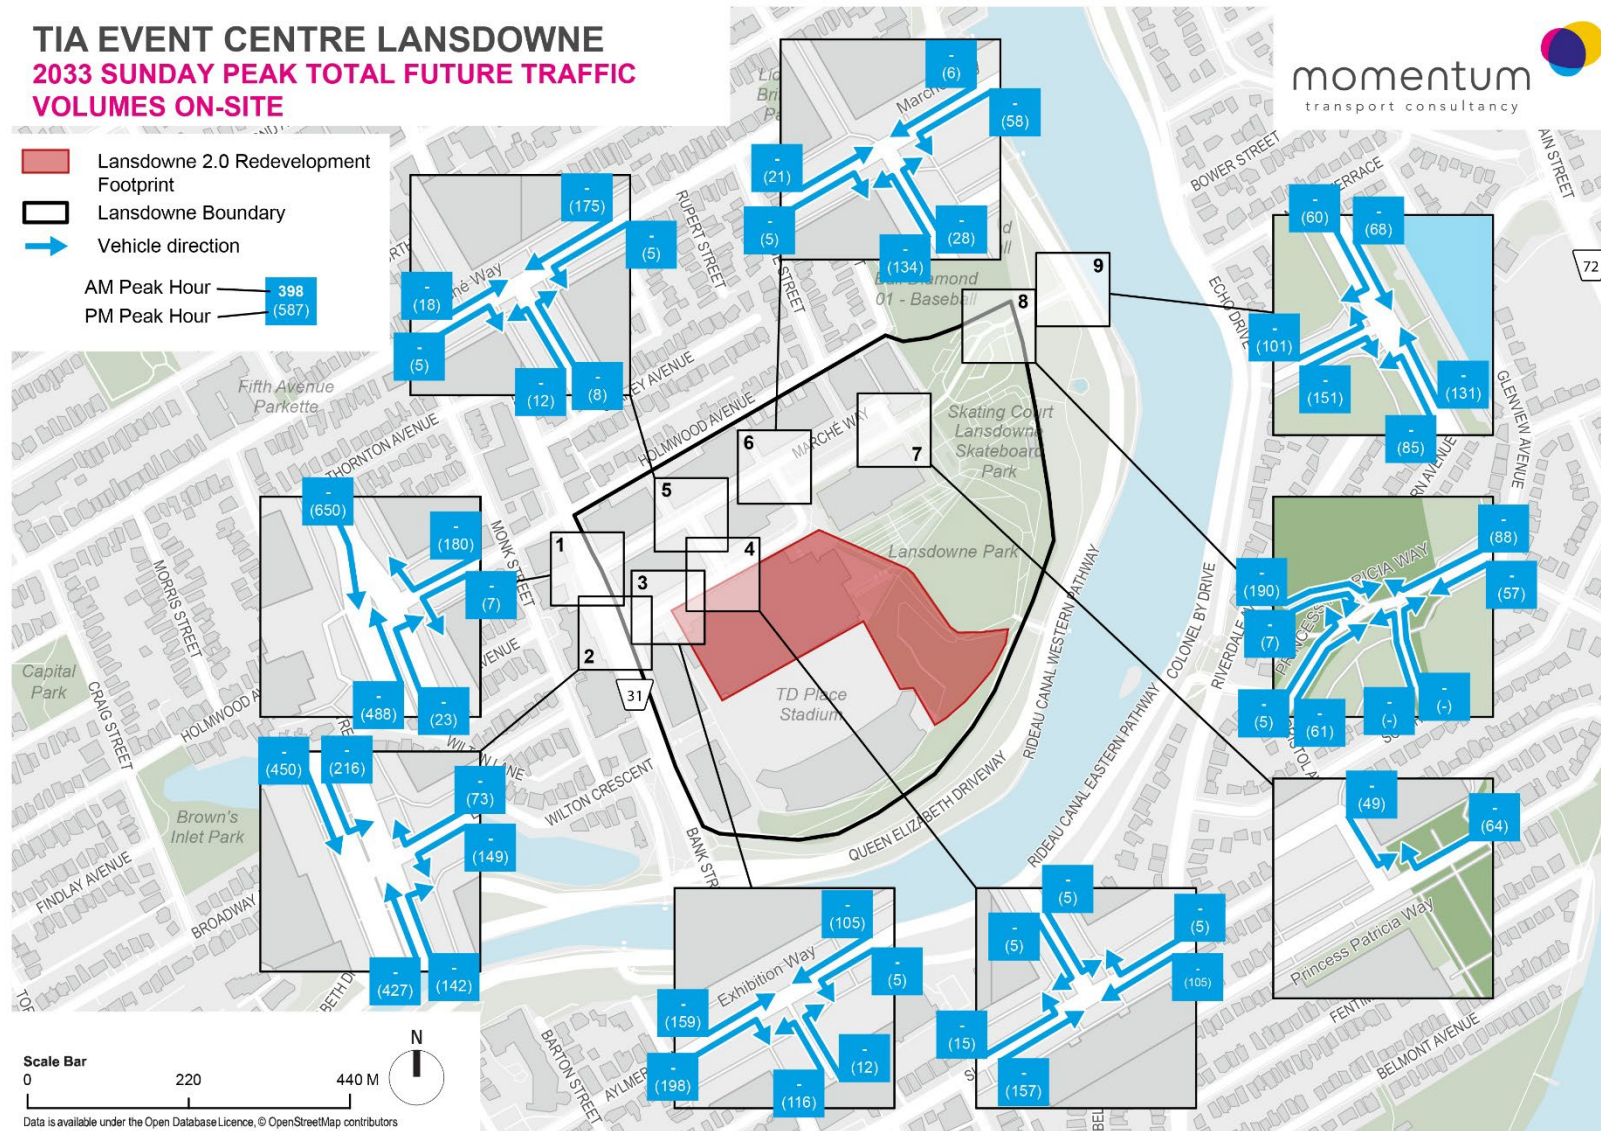 TIA EVENT CENTRE LANSDOWNE
2033 SUNDAY PEAK TOTAL FUTURE TRAFFIC
VOLUMES ON-SITE
momentum
transport consultancy
Lansdowne 2.0 Redevelopment
Footprint
Lansdowne Boundary
Vehicle direction
AM Peak Hour
398
PM Peak Hour
(587)
-
(175)
-
(5)
-
(18)
-
(5)
-
(12)
-
(8)
-
(6)
-
(58)
-
(21)
-
(5)
-
(134)
-
(28)
-
(60)
-
(68)
-
(101)
-
(151)
-
(131)
-
(85)
-
(650)
-
(180)
-
(7)
-
(488)
-
(23)
-
(450)
-
(216)
-
(73)
-
(149)
-
(427)
-
(142)
-
(88)
-
(57)
-
(190)
-
(7)
-
(5)
-
(61)
-
(-)
-
(-)
-
(49)
-
(64)
-
(105)
-
(5)
-
(159)
-
(198)
-
(116)
-
(12)
-
(5)
-
(5)
-
(5)
-
(105)
-
(15)
-
(157)
1
2
3
4
5
6
7
8
9
31
72
BOWER STREET
ECHO DRIVE
GLENVIEW AVENUE
RUPERT STREET
Fifth Avenue
Parkette
THORNTON AVENUE
HOLMWOOD AVENUE
MARCHÉ WAY
Skating Court
Lansdowne
Skateboard
Park
01 - Baseball
Lansdowne Park
TD Place
Stadium
MONK STREET
MORRIS STREET
CRAIG STREET
Capital
Park
Brown's
Inlet Park
WILTON CRESCENT
FINDLAY AVENUE
BROADWAY
QUEEN ELIZABETH DRIVEWAY
RIDEAU CANAL WESTERN PATHWAY
RIDEAU CANAL EASTERN PATHWAY
COLONEL BY DRIVE
BARTON STREET
Exhibition Way
Princess Patricia Way
BELMONT AVENUE
Scale Bar
0
220
440 M
N
Data is available under the Open Database Licence, © OpenStreetMap contributors